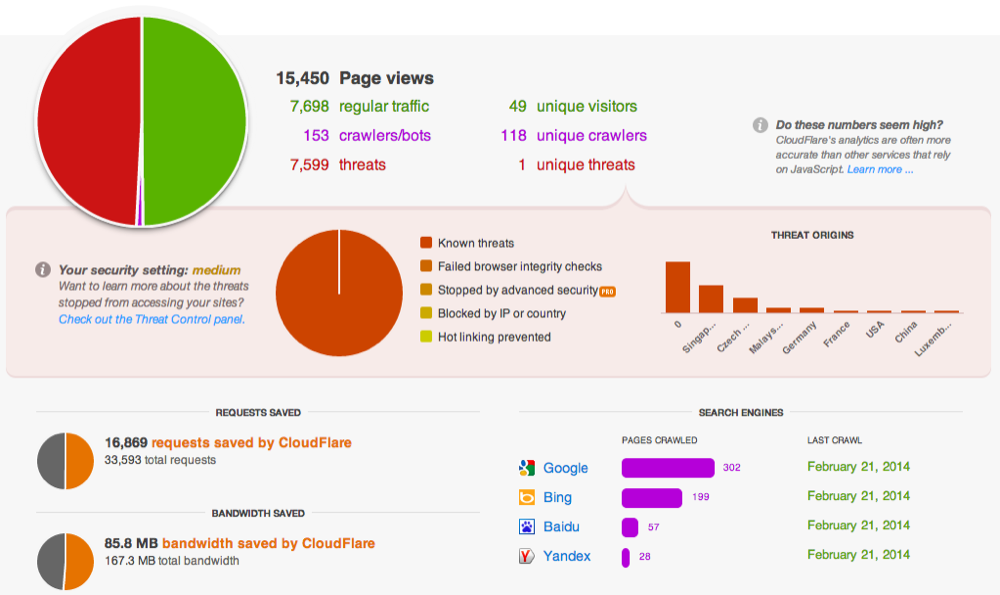 15,450 Page views
7,698 regular traffic
49 unique visitors
153 crawlers/bots
118 unique crawlers
7,599 threats
1 unique threats
Do these numbers seem high?
CloudFlare's analytics are often more
accurate than other services that rely
on JavaScript. Learn more ...
Your security setting: medium
Want to learn more about the threats
stopped from accessing your sites?
Check out the Threat Control panel.
Known threats
Failed browser integrity checks
Stopped by advanced security PRO
Blocked by IP or country
Hot linking prevented
THREAT ORIGINS
0
Singap...
Czech ...
Malays...
Germany
France
USA
China
Luxemb...
REQUESTS SAVED
16,869 requests saved by CloudFlare
33,593 total requests
BANDWIDTH SAVED
85.8 MB bandwidth saved by CloudFlare
167.3 MB total bandwidth
SEARCH ENGINES
PAGES CRAWLED
LAST CRAWL
Google 302 February 21, 2014
Bing 199 February 21, 2014
Baidu 57 February 21, 2014
Yandex 28 February 21, 2014